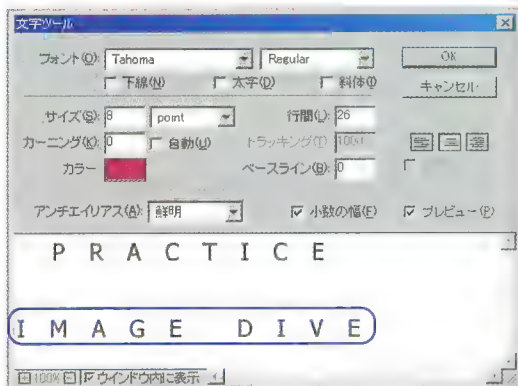 文字ツール
フォント(O): Tahoma Regular OK
下線(N) 太字(D) 斜体(I) キャンセル
サイズ(S): 8 point 行間(L): 26
カーニング(K): 0 自動(U) トラッキング(T)
カラー ベースライン(B): 0
アンチエイリアス(A): 鮮明 小数の幅(F) プレビュー(P)
P R A C T I C E
I M A G E D I V E
100% ウインドウ内に表示